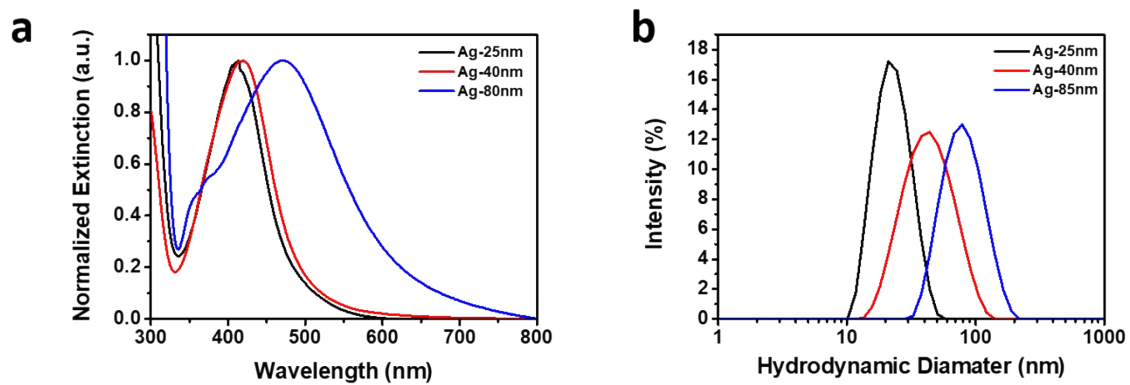 a
Normalized Extinction (a.u.)
1.0
0.8
0.6
0.4
0.2
0.0
300 400 500 600 700 800
Wavelength (nm)
Ag-25nm
Ag-40nm
Ag-80nm
b
Intensity (%)
18
16
14
12
10
8
6
4
2
0
1 10 100 1000
Hydrodynamic Diamater (nm)
Ag-25nm
Ag-40nm
Ag-85nm